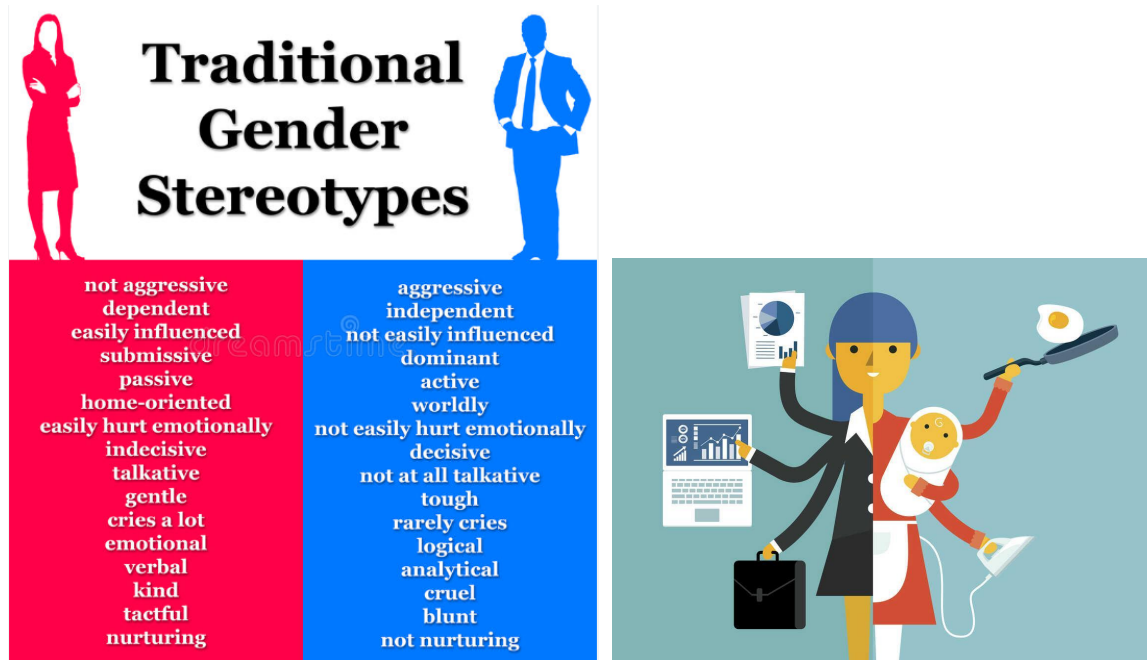 Traditional
Gender
Stereotypes
not aggressive
dependent
easily influenced
submissive
passive
home-oriented
easily hurt emotionally
indecisive
talkative
gentle
cries a lot
emotional
verbal
kind
tactful
nurturing
aggressive
independent
not easily influenced
dominant
active
worldly
not easily hurt emotionally
decisive
not at all talkative
tough
rarely cries
logical
analytical
cruel
blunt
not nurturing
dreamstime